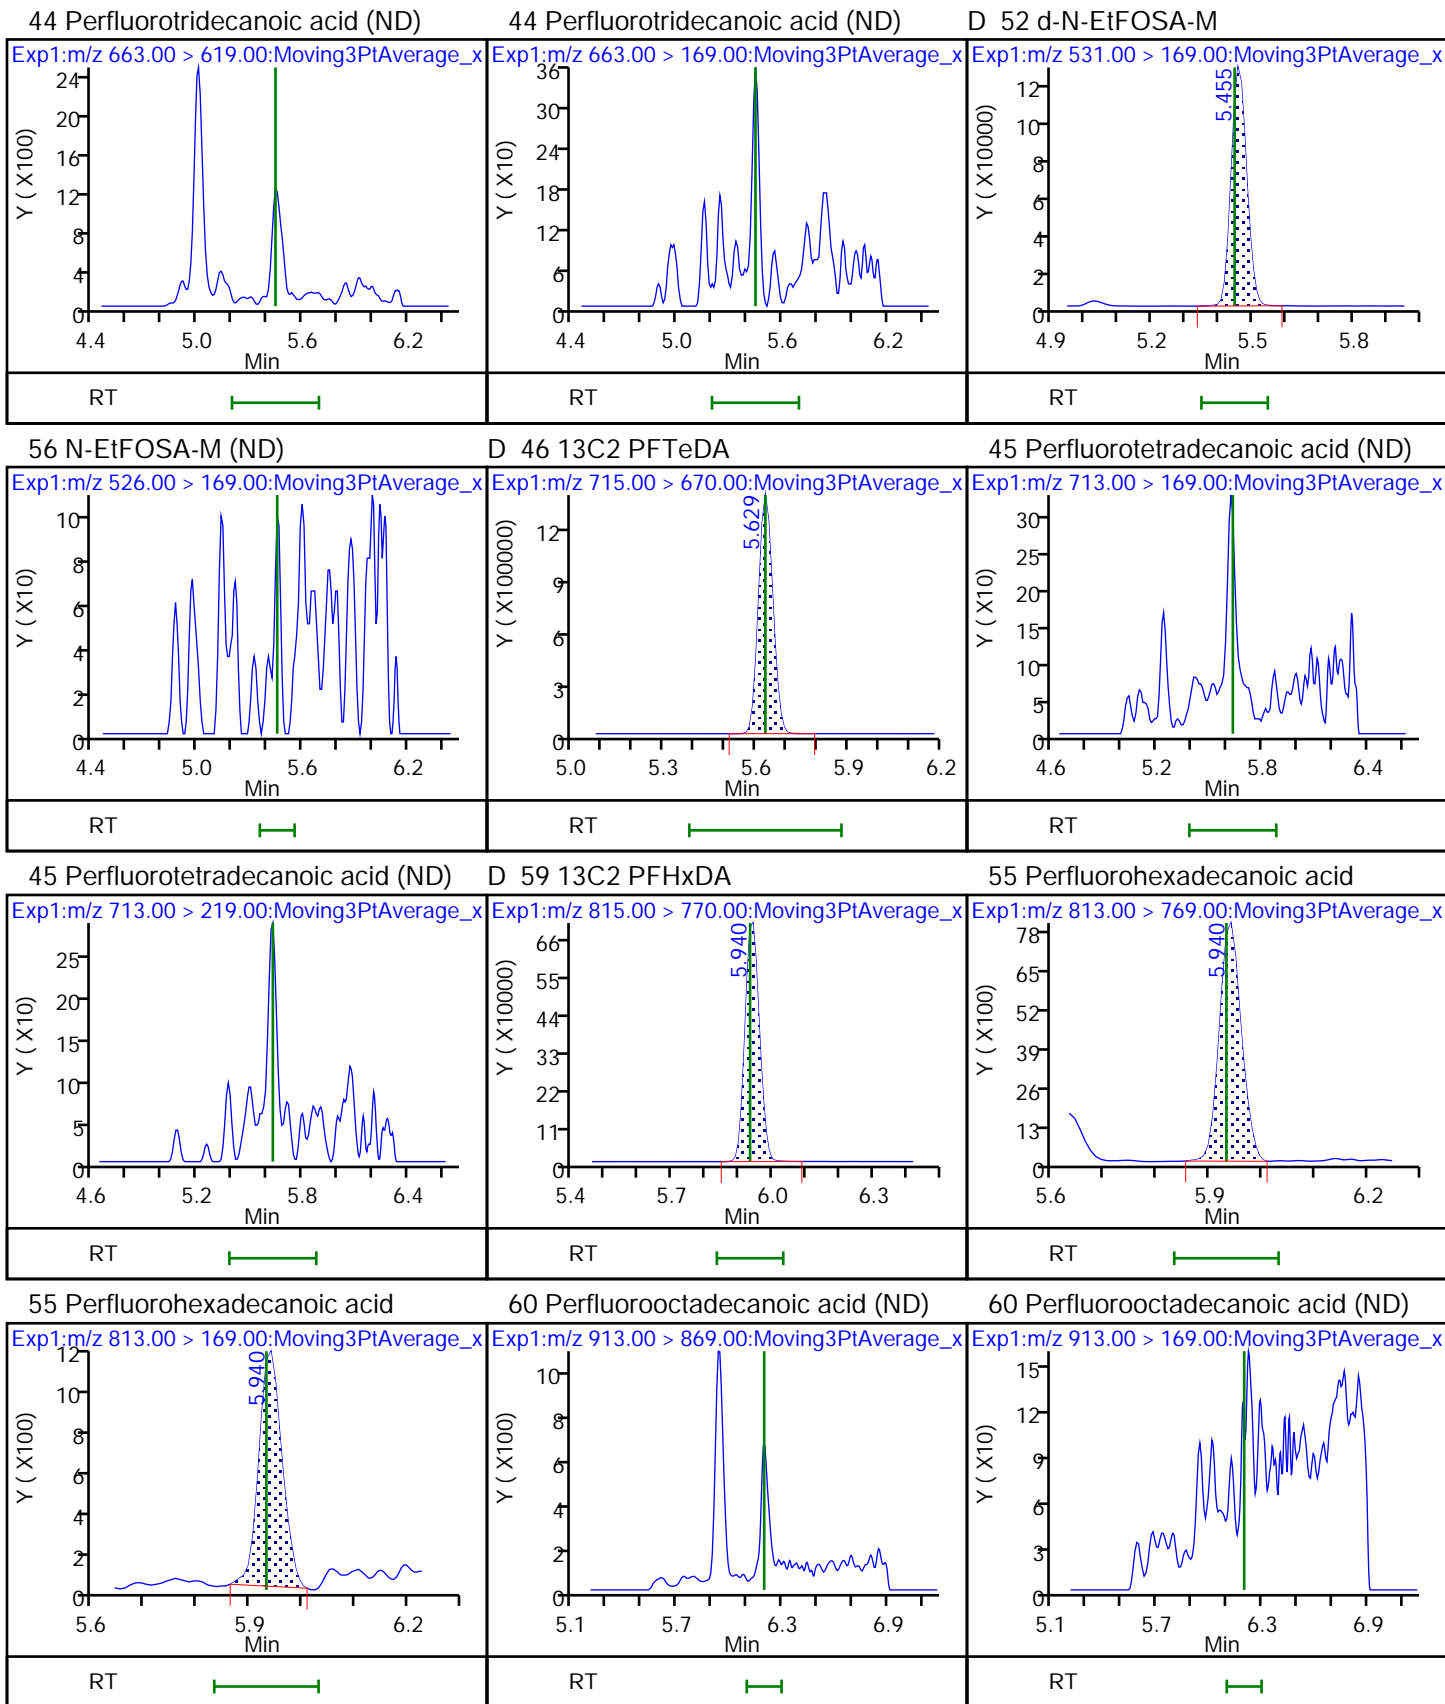 44 Perfluorotridecanoic acid (ND)
Exp1:m/z 663.00 > 619.00:Moving3PtAverage_x
Y ( X100)
24
20
16
12
8
4
0
4.4 5.0 5.6 6.2
Min
RT
44 Perfluorotridecanoic acid (ND)
Exp1:m/z 663.00 > 169.00:Moving3PtAverage_x
Y ( X10)
36
30
24
18
12
6
0
4.4 5.0 5.6 6.2
Min
RT
D 52 d-N-EtFOSA-M
Exp1:m/z 531.00 > 169.00:Moving3PtAverage_x
5.455
Y ( X10000)
12
10
8
6
4
2
0
4.9 5.2 5.5 5.8
Min
RT
56 N-EtFOSA-M (ND)
Exp1:m/z 526.00 > 169.00:Moving3PtAverage_x
Y ( X10)
10
8
6
4
2
0
4.4 5.0 5.6 6.2
Min
RT
D 46 13C2 PFTeDA
Exp1:m/z 715.00 > 670.00:Moving3PtAverage_x
5.629
Y ( X100000)
12
9
6
3
0
5.0 5.3 5.6 5.9 6.2
Min
RT
45 Perfluorotetradecanoic acid (ND)
Exp1:m/z 713.00 > 169.00:Moving3PtAverage_x
Y ( X10)
30
25
20
15
10
5
0
4.6 5.2 5.8 6.4
Min
RT
45 Perfluorotetradecanoic acid (ND)
Exp1:m/z 713.00 > 219.00:Moving3PtAverage_x
Y ( X10)
25
20
15
10
5
0
4.6 5.2 5.8 6.4
Min
RT
D 59 13C2 PFHxDA
Exp1:m/z 815.00 > 770.00:Moving3PtAverage_x
5.940
Y ( X10000)
66
55
44
33
22
11
0
5.4 5.7 6.0 6.3
Min
RT
55 Perfluorohexadecanoic acid
Exp1:m/z 813.00 > 769.00:Moving3PtAverage_x
5.940
Y ( X100)
78
65
52
39
26
13
0
5.6 5.9 6.2
Min
RT
55 Perfluorohexadecanoic acid
Exp1:m/z 813.00 > 169.00:Moving3PtAverage_x
5.940
Y ( X100)
12
10
8
6
4
2
0
5.6 5.9 6.2
Min
RT
60 Perfluorooctadecanoic acid (ND)
Exp1:m/z 913.00 > 869.00:Moving3PtAverage_x
Y ( X100)
10
8
6
4
2
0
5.1 5.7 6.3 6.9
Min
RT
60 Perfluorooctadecanoic acid (ND)
Exp1:m/z 913.00 > 169.00:Moving3PtAverage_x
Y ( X10)
15
12
9
6
3
0
5.1 5.7 6.3 6.9
Min
RT